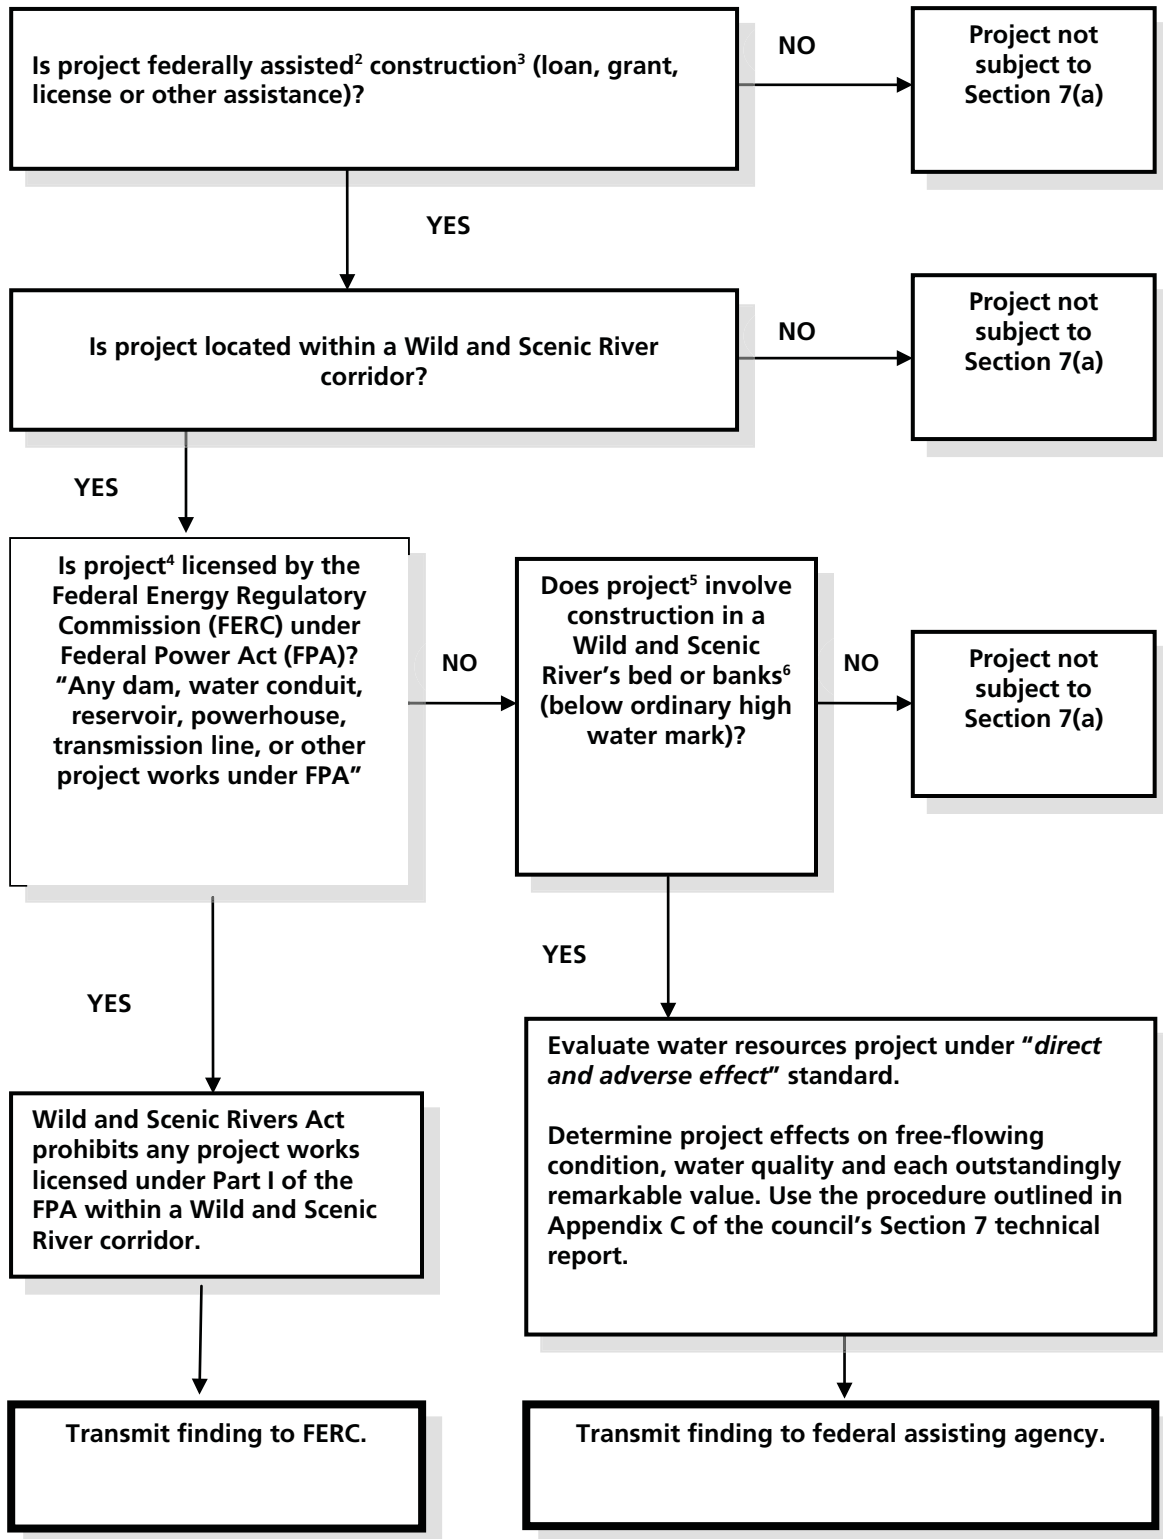 Is project federally assisted² construction³ (loan, grant,
license or other assistance)?
NO
Project not
subject to
Section 7(a)
YES
Is project located within a Wild and Scenic River
corridor?
NO
Project not
subject to
Section 7(a)
YES
Is project⁴ licensed by the
Federal Energy Regulatory
Commission (FERC) under
Federal Power Act (FPA)?
"Any dam, water conduit,
reservoir, powerhouse,
transmission line, or other
project works under FPA"
NO
Does project⁵ involve
construction in a
Wild and Scenic
River's bed or banks⁶
(below ordinary high
water mark)?
NO
Project not
subject to
Section 7(a)
YES
YES
Wild and Scenic Rivers Act
prohibits any project works
licensed under Part I of the
FPA within a Wild and Scenic
River corridor.
Evaluate water resources project under "direct
and adverse effect" standard.
Determine project effects on free-flowing
condition, water quality and each outstandingly
remarkable value. Use the procedure outlined in
Appendix C of the council's Section 7 technical
report.
Transmit finding to FERC.
Transmit finding to federal assisting agency.